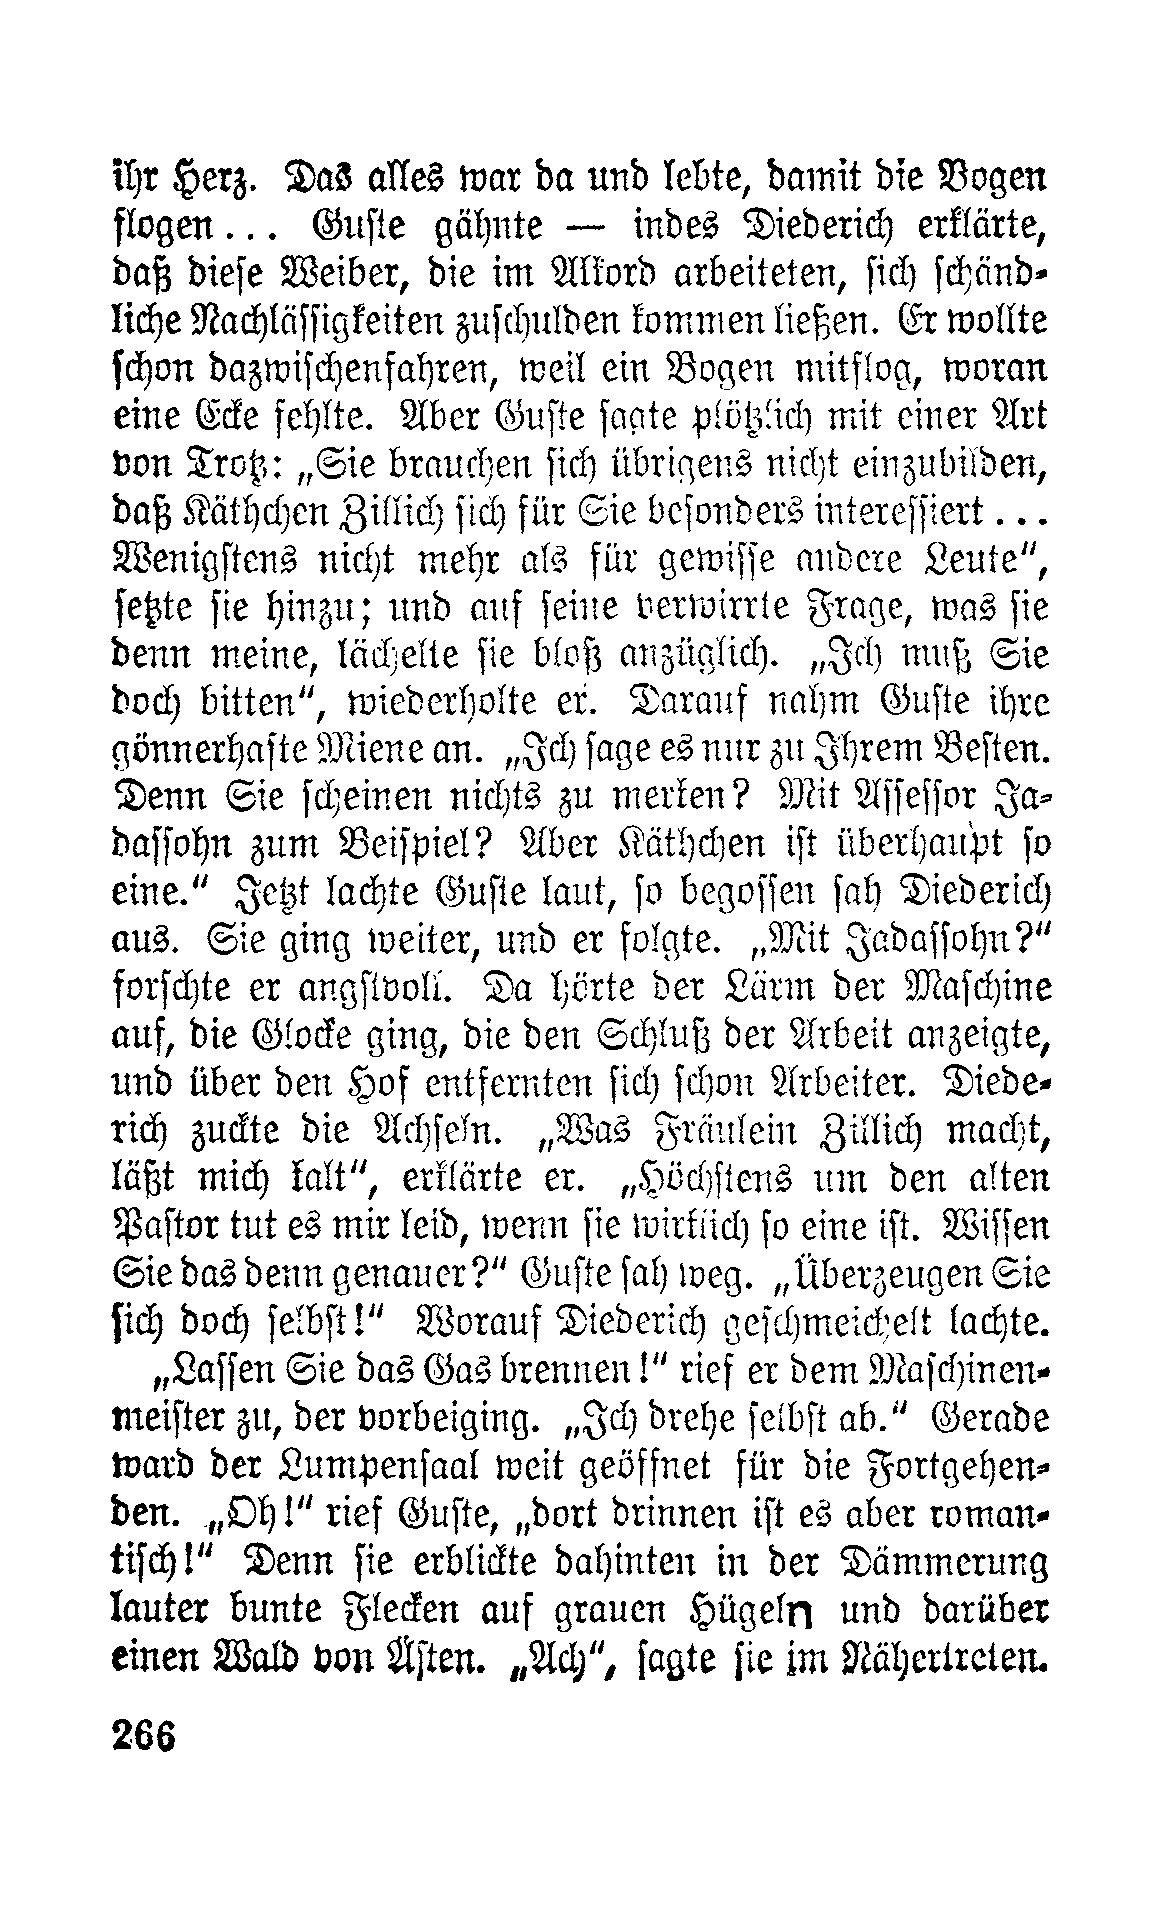 ihr Herz. Das alles war da und lebte, damit die Bogen
flogen... Guste gähnte — indes Diederich erklärte,
daß diese Weiber, die im Akkord arbeiteten, sich schänd-
liche Nachlässigkeiten zuschulden kommen ließen. Er wollte
schon dazwischenfahren, weil ein Bogen mitflog, woran
eine Ecke fehlte. Aber Guste sagte plötzlich mit einer Art
von Trotz: „Sie brauchen sich übrigens nicht einzubilden,
daß Käthchen Zillich sich für Sie besonders interessiert...
Wenigstens nicht mehr als für gewisse andere Leute“,
setzte sie hinzu; und auf seine verwirrte Frage, was sie
denn meine, lächelte sie bloß anzüglich. „Ich muß Sie
doch bitten“, wiederholte er. Darauf nahm Guste ihre
gönnerhafte Miene an. „Ich sage es nur zu Ihrem Besten.
Denn Sie scheinen nichts zu merken? Mit Assessor Ja-
dassohn zum Beispiel? Aber Käthchen ist überhaupt so
eine.“ Jetzt lachte Guste laut, so begossen sah Diederich
aus. Sie ging weiter, und er folgte. „Mit Jadassohn?“
forschte er angstvoll. Da hörte der Lärm der Maschine
auf, die Glocke ging, die den Schluß der Arbeit anzeigte,
und über den Hof entfernten sich schon Arbeiter. Diede-
rich zuckte die Achseln. „Was Fräulein Zillich macht,
läßt mich kalt“, erklärte er. „Höchstens um den alten
Pastor tut es mir leid, wenn sie wirklich so eine ist. Wissen
Sie das denn genauer?“ Guste sah weg. „Überzeugen Sie
sich doch selbst!“ Worauf Diederich geschmeichelt lachte.
„Lassen Sie das Gas brennen!“ rief er dem Maschinen-
meister zu, der vorbeiging. „Ich drehe selbst ab.“ Gerade
ward der Lumpensaal weit geöffnet für die Fortgehen-
den. „Oh!“ rief Guste, „dort drinnen ist es aber roman-
tisch!“ Denn sie erblickte dahinten in der Dämmerung
lauter bunte Flecken auf grauen Hügeln und darüber
einen Wald von Ästen. „Ach“, sagte sie im Nähertreten.
266